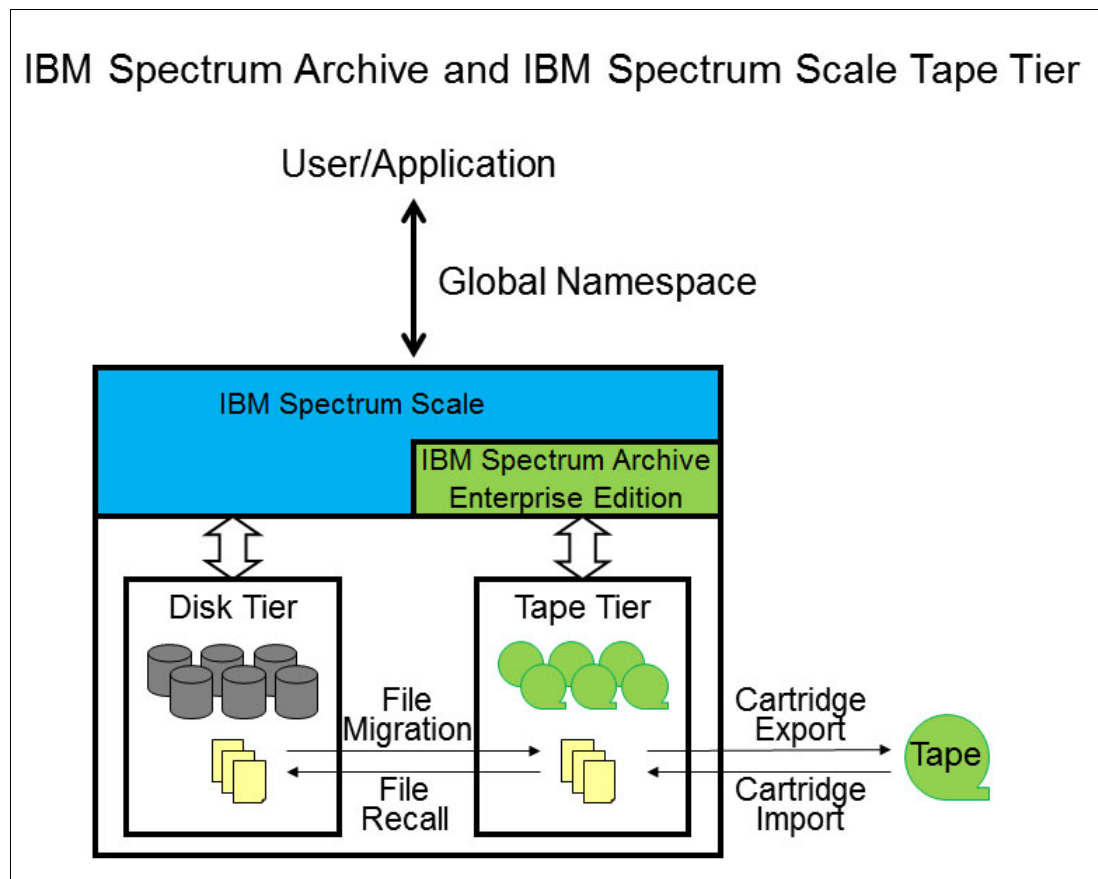 IBM Spectrum Archive and IBM Spectrum Scale Tape Tier
User/Application
Global Namespace
IBM Spectrum Scale
IBM Spectrum Archive
Enterprise Edition
Disk Tier
Tape Tier
File
Migration
File
Recall
Cartridge
Export
Cartridge
Import
Tape